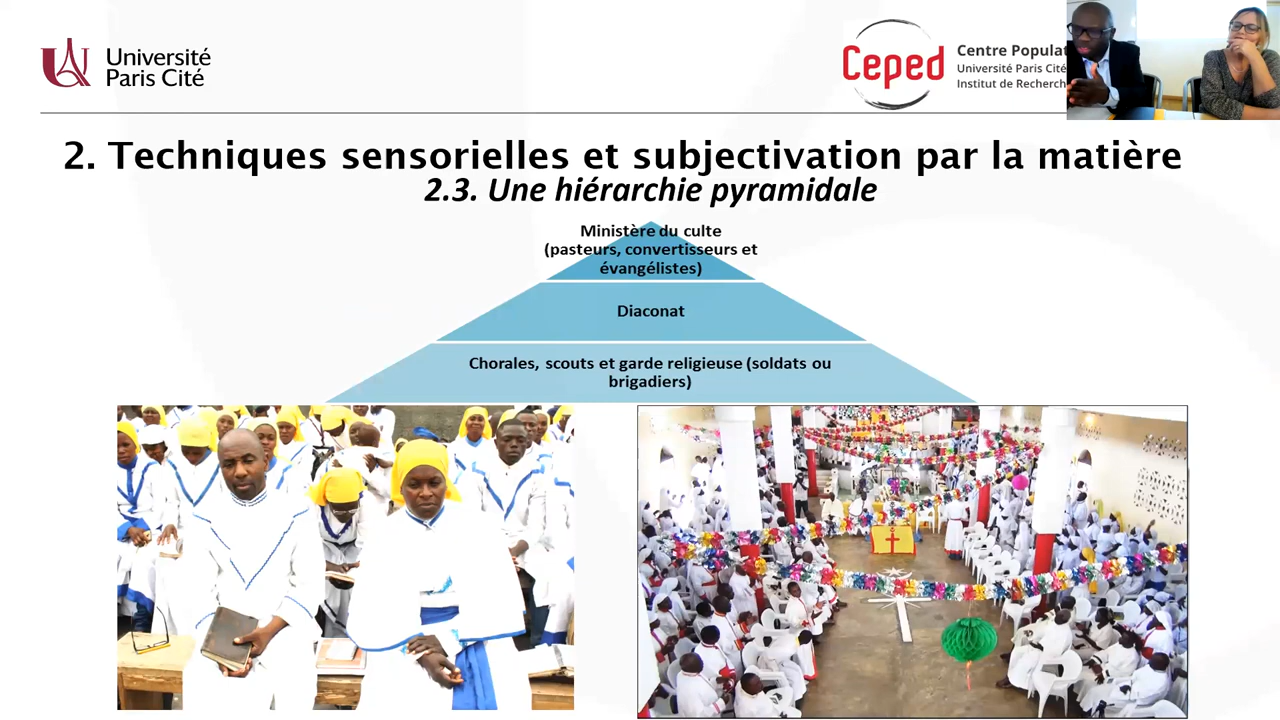 Université
Paris Cité
Ceped
Centre Populat
Université Paris Cité
Institut de Recherch
2. Techniques sensorielles et subjectivation par la matière
2.3. Une hiérarchie pyramidale
Ministère du culte
(pasteurs, convertisseurs et
évangélistes)
Diaconat
Chorales, scouts et garde religieuse (soldats ou
brigadiers)